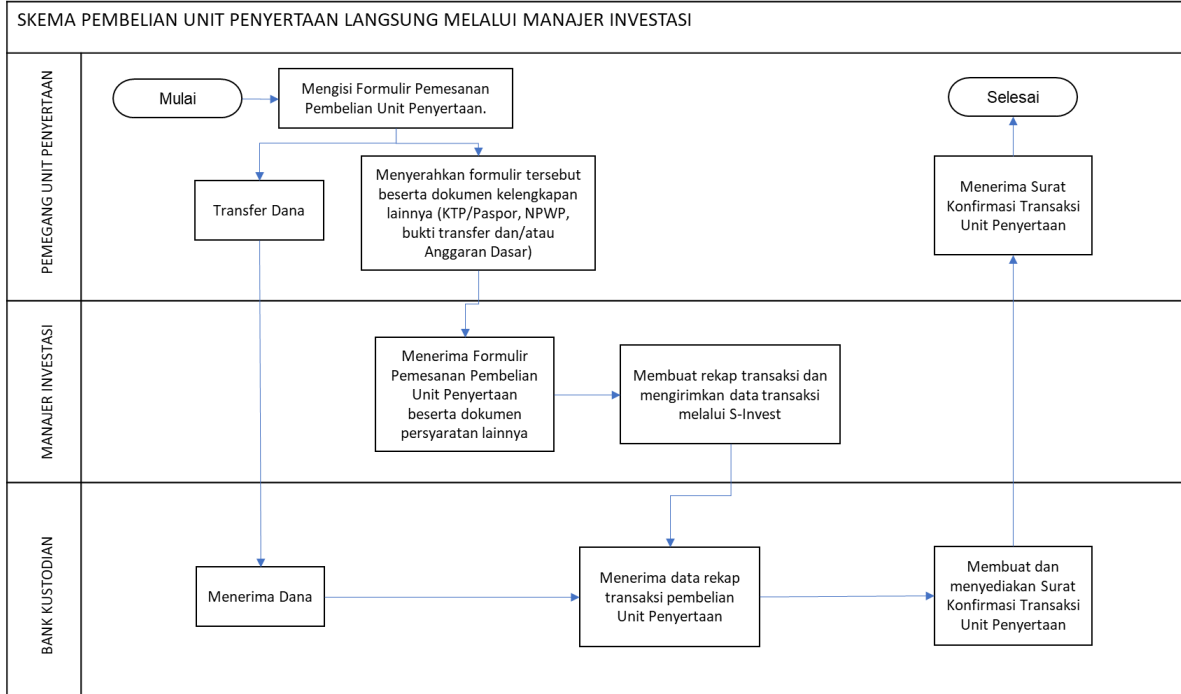 SKEMA PEMBELIAN UNIT PENYERTAAN LANGSUNG MELALUI MANAJER INVESTASI
PEMEGANG UNIT PENYERTAAN
Mulai
Mengisi Formulir Pemesanan
Pembelian Unit Penyertaan.
Selesai
Transfer Dana
Menyerahkan formulir tersebut
beserta dokumen kelengkapan
lainnya (KTP/Paspor, NPWP,
bukti transfer dan/atau
Anggaran Dasar)
Menerima Surat
Konfirmasi Transaksi
Unit Penyertaan
MANAJER INVESTASI
Menerima Formulir
Pemesanan Pembelian
Unit Penyertaan
beserta dokumen
persyaratan lainnya
Membuat rekap transaksi dan
mengirimkan data transaksi
melalui S-Invest
BANK KUSTODIAN
Menerima Dana
Menerima data rekap
transaksi pembelian
Unit Penyertaan
Membuat dan
menyediakan Surat
Konfirmasi Transaksi
Unit Penyertaan